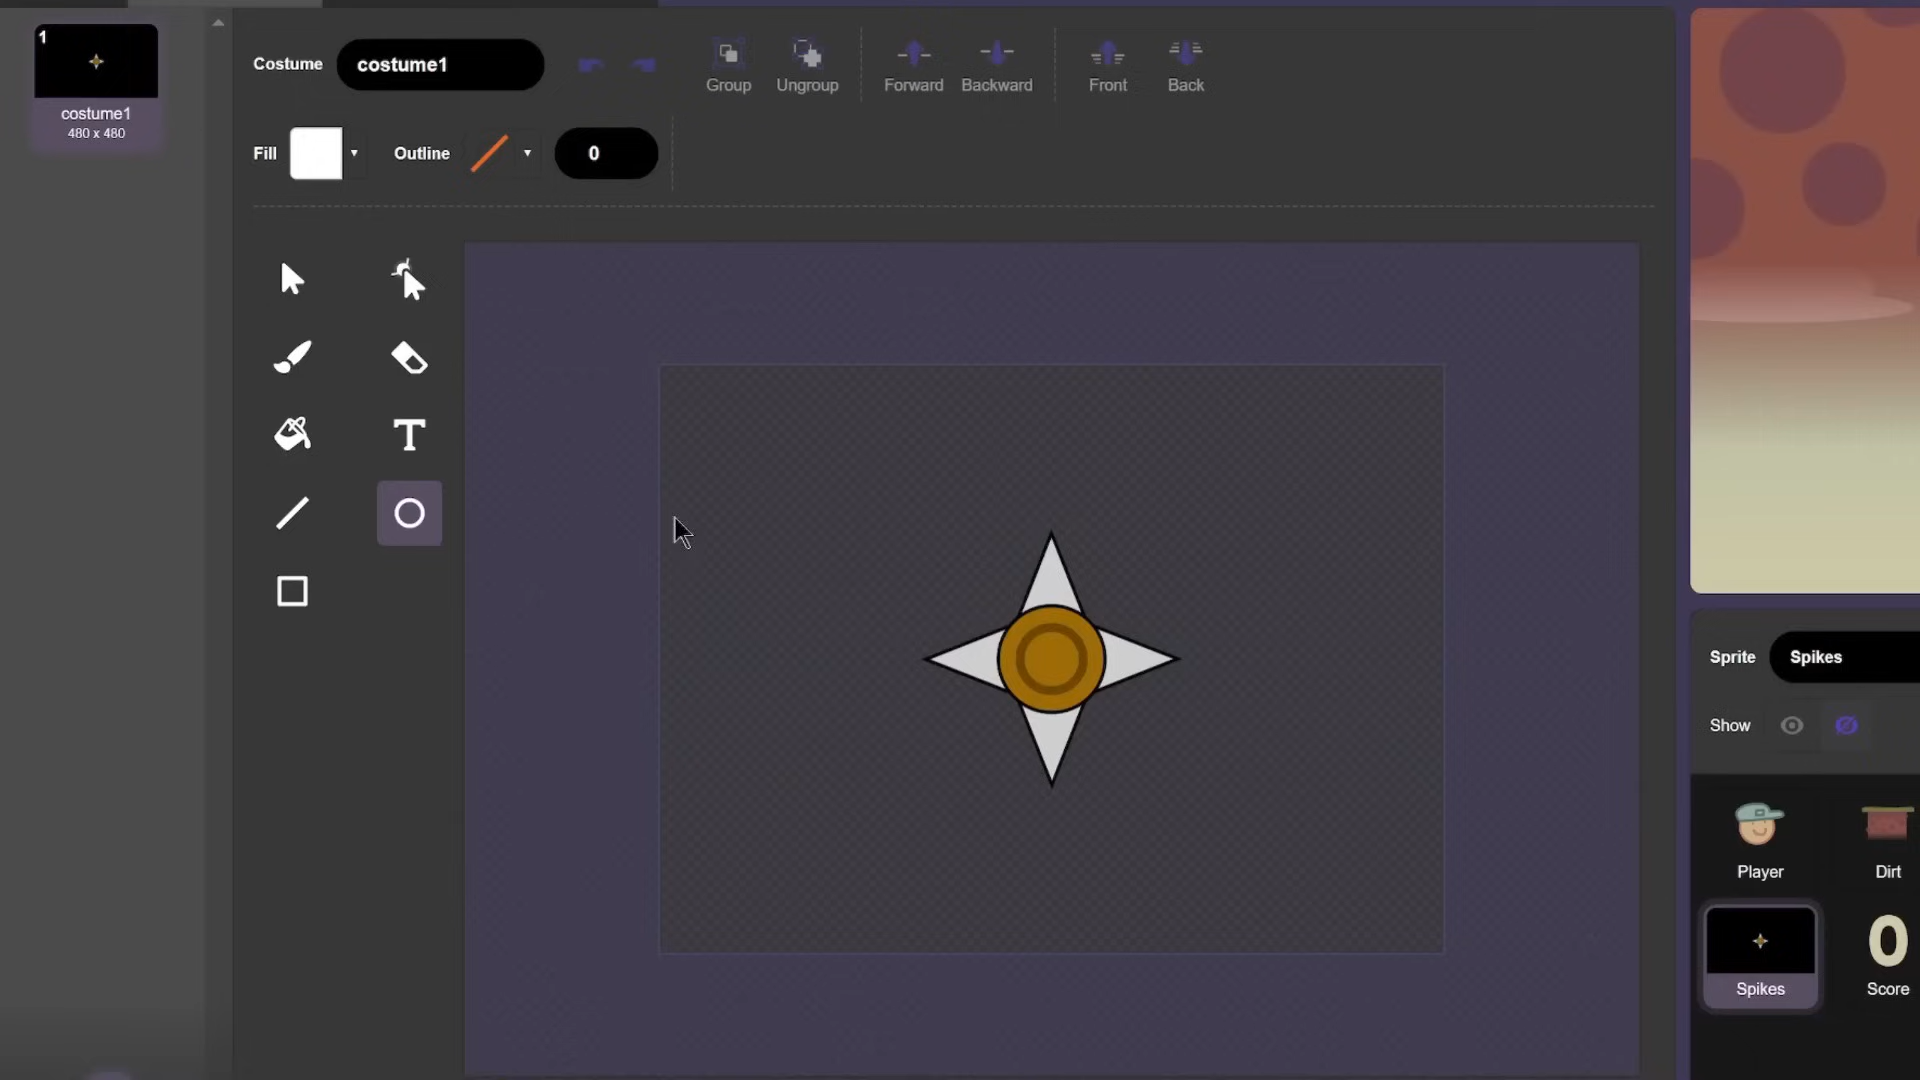 1
costume1
480 x 480
Costume
costume1
Group
Ungroup
Forward
Backward
Front
Back
Fill
Outline
0
Sprite
Spikes
Show
Player
Dirt
0
Spikes
Score